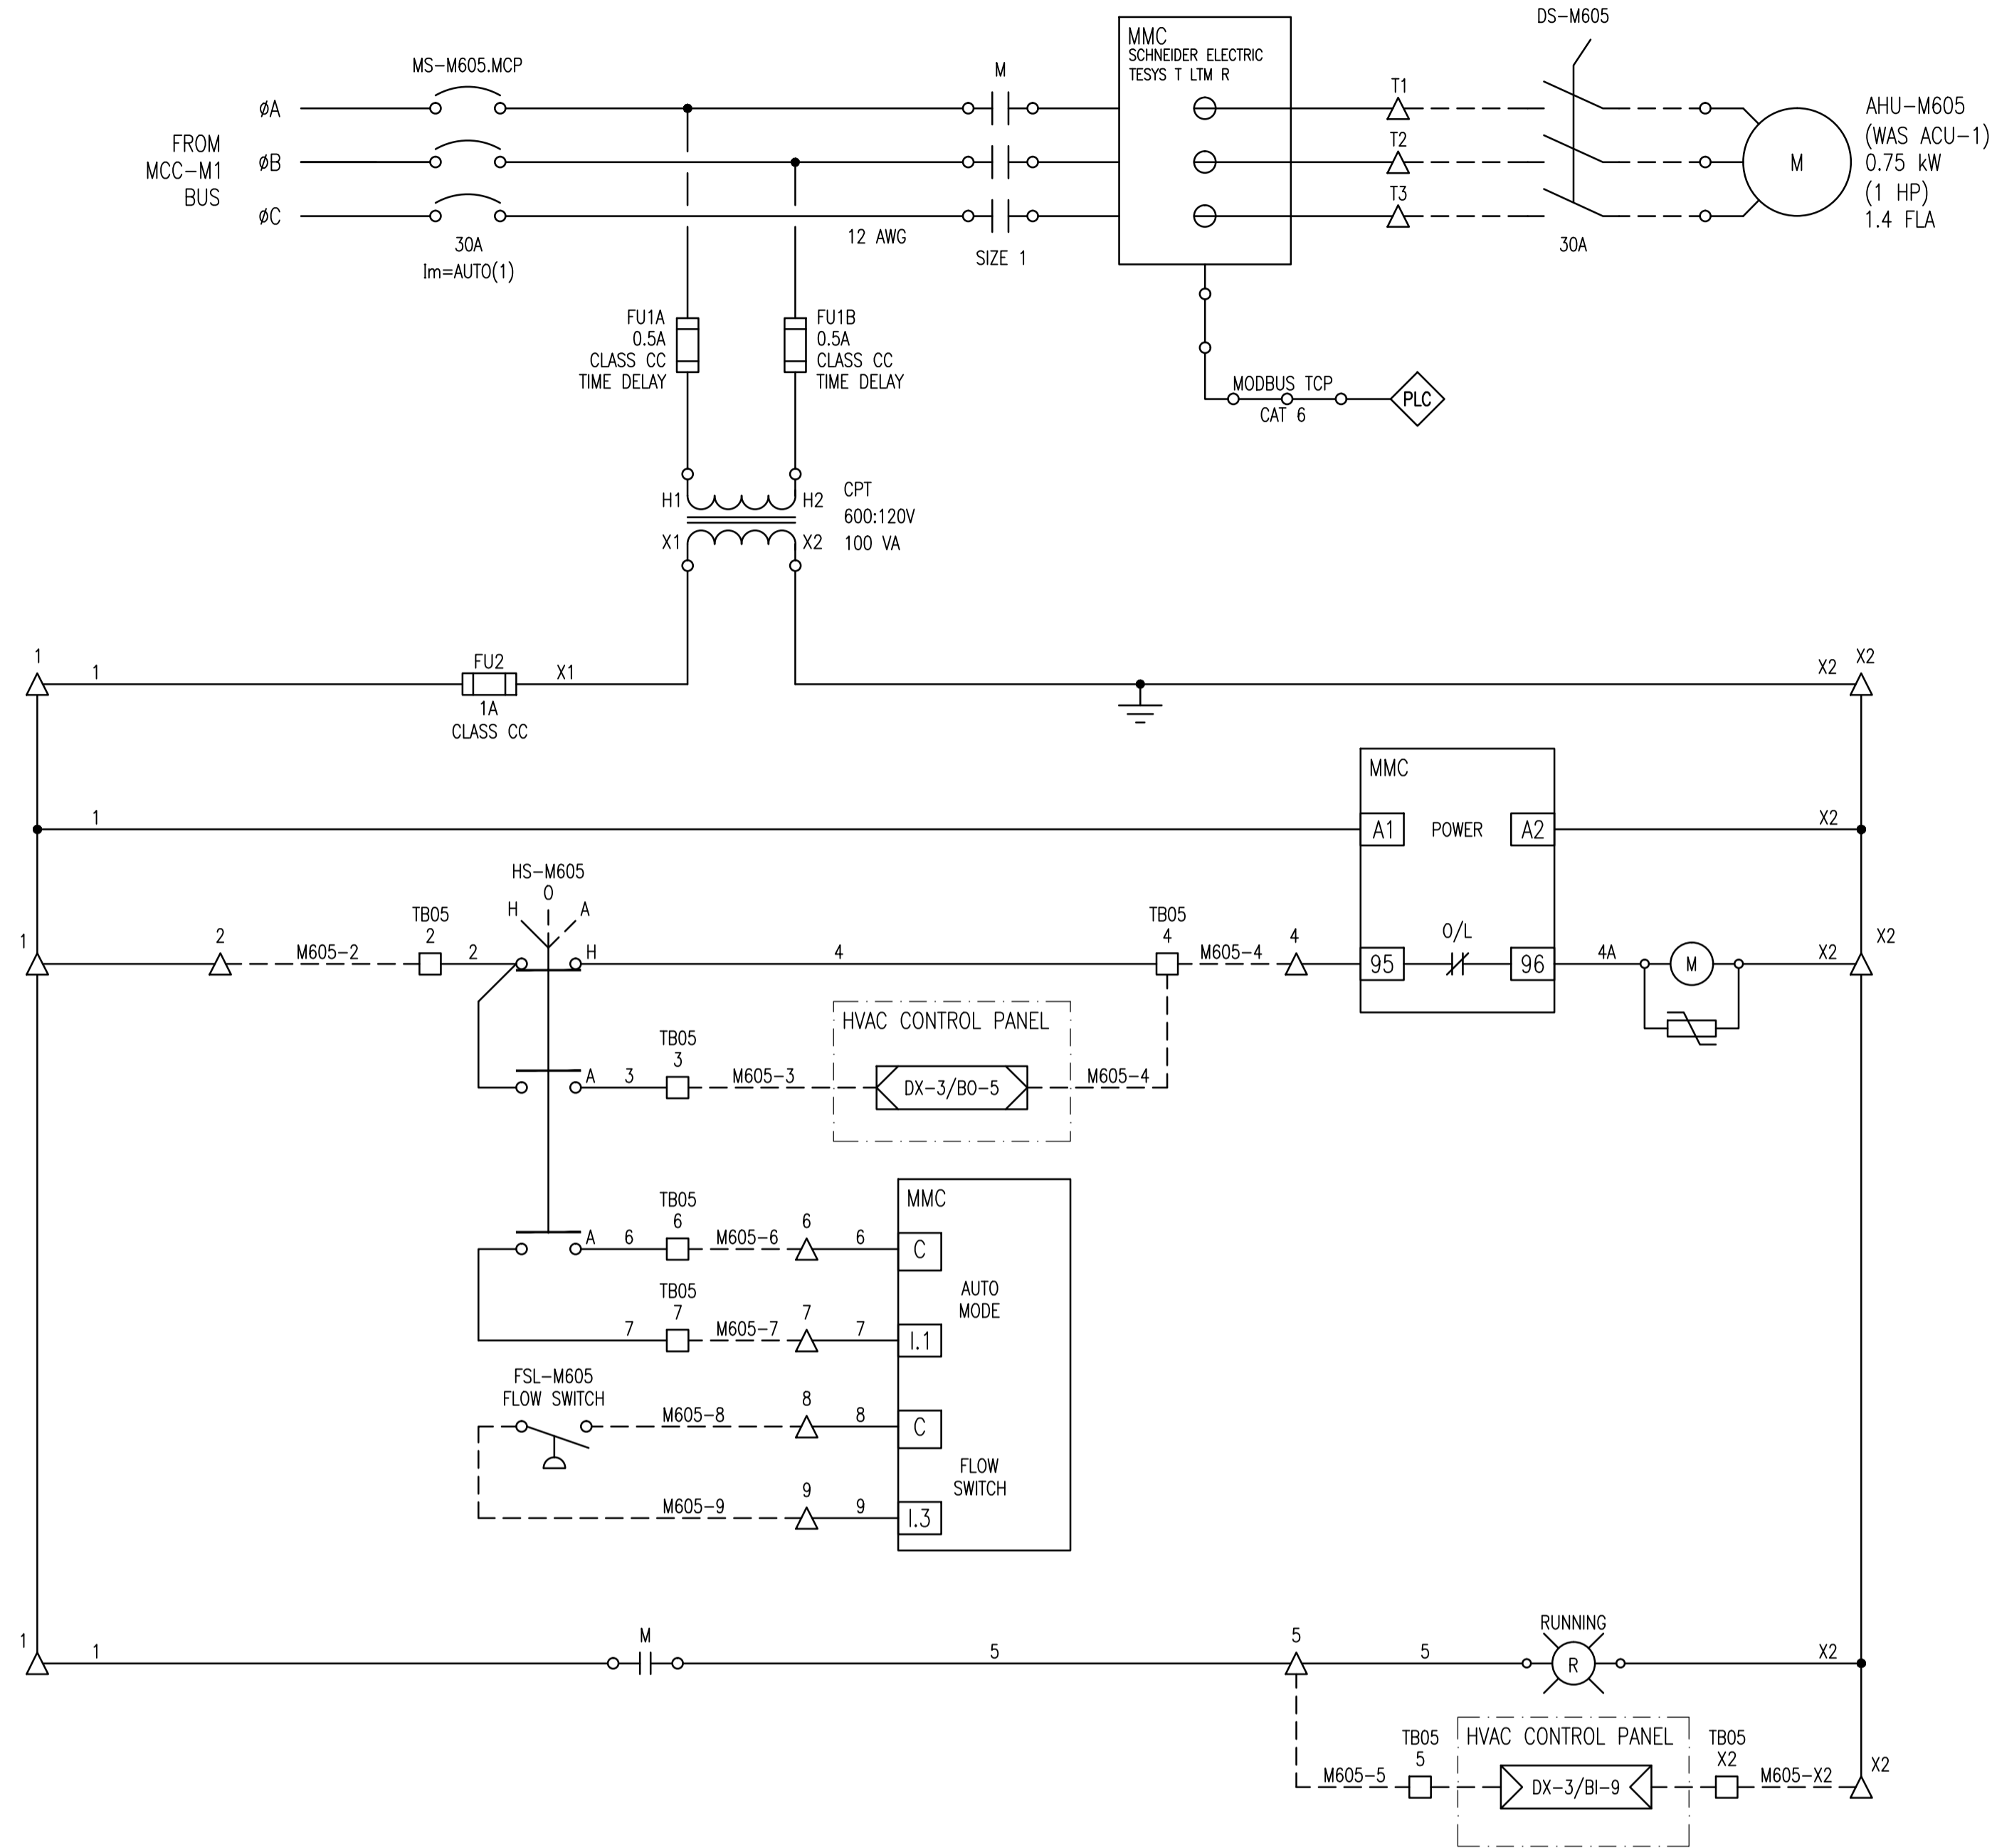 DS-M605
MS-M605.MCP
M
MMC
SCHNEIDER ELECTRIC
TESYS T LTM R
T1
T2
T3
FROM
MCC-M1
BUS
øA
øB
øC
30A
Im=AUTO(1)
12 AWG
SIZE 1
30A
M
AHU-M605
(WAS ACU-1)
0.75 kW
(1 HP)
1.4 FLA
FU1A
0.5A
CLASS CC
TIME DELAY
FU1B
0.5A
CLASS CC
TIME DELAY
MODBUS TCP
CAT 6
PLC
H1
H2
X1
X2
CPT
600:120V
100 VA
1
1
FU2
1A
CLASS CC
X1
X2
X2
1
MMC
A1
POWER
A2
X2
HS-M605
H
O
A
1
2
M605-2
TB05
2
2
H
4
TB05
4
M605-4
4
95
O/L
96
4A
M
X2
X2
A
3
TB05
3
M605-3
HVAC CONTROL PANEL
DX-3/BO-5
M605-4
A
6
TB05
6
M605-6
6
6
MMC
C
AUTO
MODE
7
TB05
7
M605-7
7
7
I.1
FSL-M605
FLOW SWITCH
M605-8
8
8
C
FLOW
SWITCH
M605-9
9
9
I.3
1
1
M
5
5
5
RUNNING
R
X2
M605-5
TB05
5
HVAC CONTROL PANEL
DX-3/BI-9
TB05
X2
M605-X2
X2